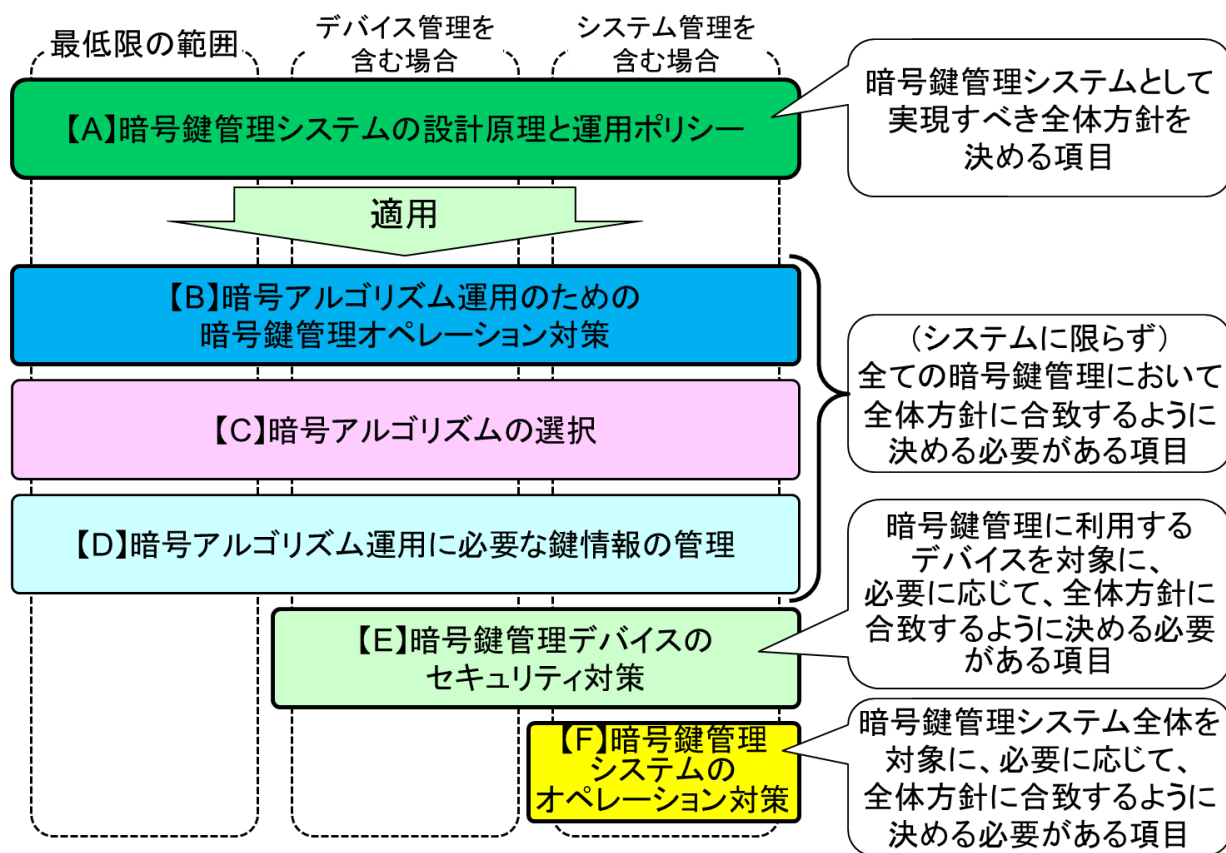 最低限の範囲
デバイス管理を
含む場合
システム管理を
含む場合
【A】暗号鍵管理システムの設計原理と運用ポリシー
暗号鍵管理システムとして
実現すべき全体方針を
決める項目
適用
【B】暗号アルゴリズム運用のための
暗号鍵管理オペレーション対策
【C】暗号アルゴリズムの選択
【D】暗号アルゴリズム運用に必要な鍵情報の管理
（システムに限らず）
全ての暗号鍵管理において
全体方針に合致するように
決める必要がある項目
【E】暗号鍵管理デバイスの
セキュリティ対策
暗号鍵管理に利用する
デバイスを対象に、
必要に応じて、全体方針に
合致するように決める必要
がある項目
【F】暗号鍵管理
システムの
オペレーション対策
暗号鍵管理システム全体を
対象に、必要に応じて、
全体方針に合致するように
決める必要がある項目